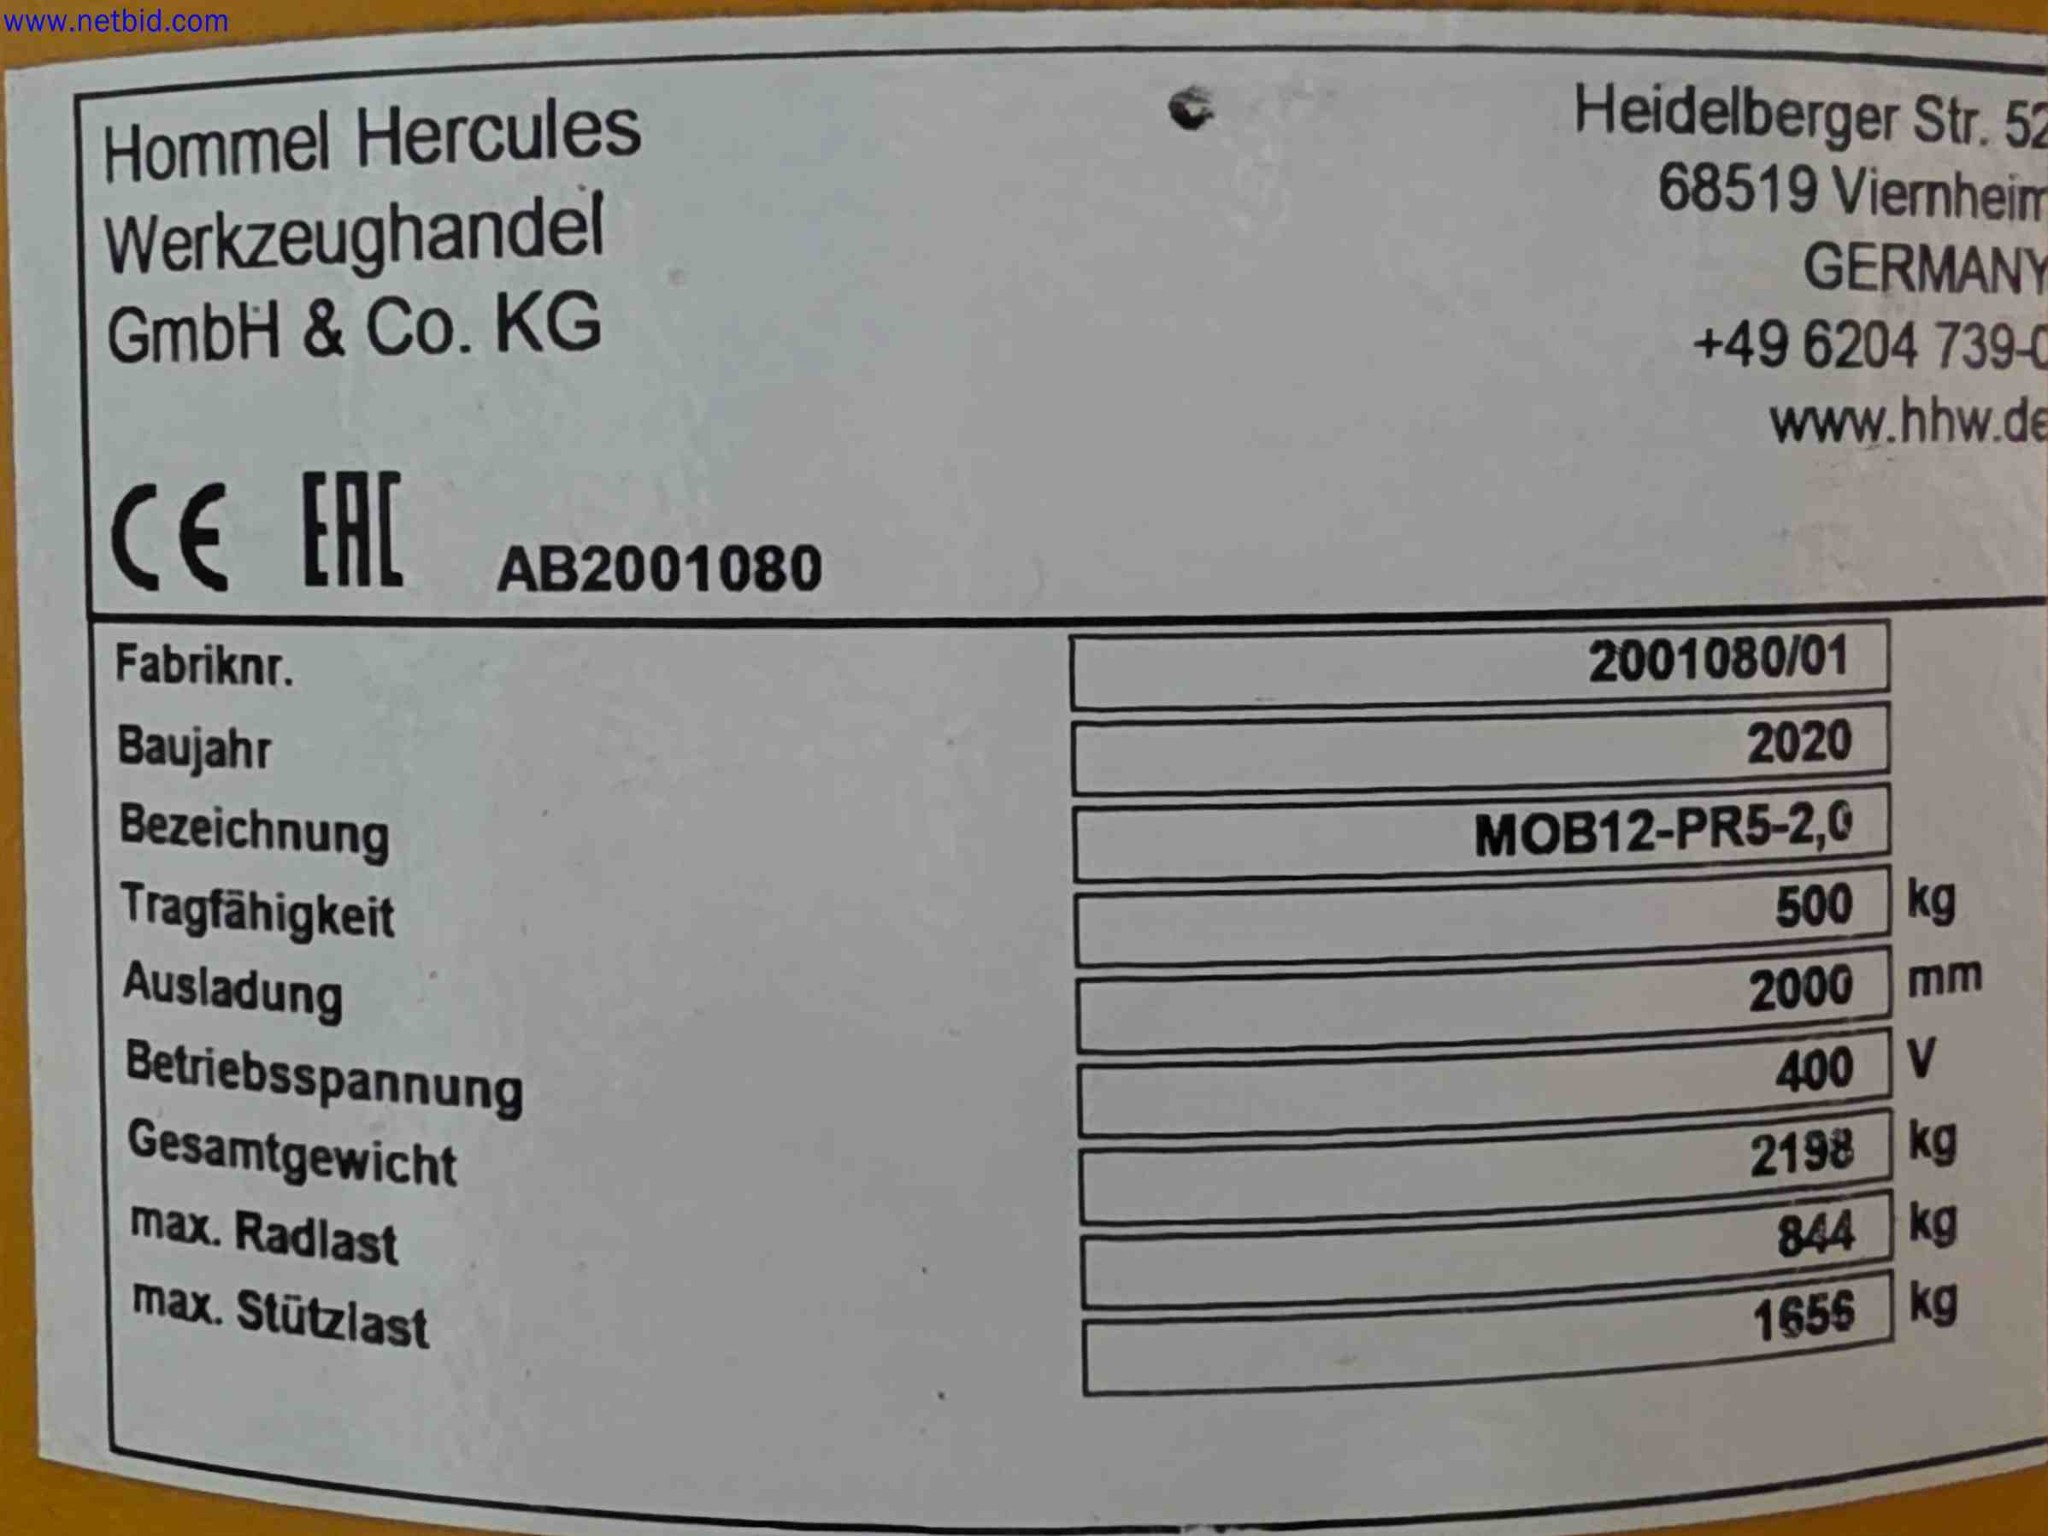 www.netbid.com
Hommel Hercules
Werkzeughandel
GmbH & Co. KG
Heidelberger Str. 52
68519 Viernheim
GERMANY
+49 6204 739-0
www.hhw.de
CE EAC AB2001080
Fabriknr. 2001080/01
Baujahr 2020
Bezeichnung MOB12-PR5-2,0
Tragfähigkeit 500 kg
Ausladung 2000 mm
Betriebsspannung 400 V
Gesamtgewicht 2198 kg
max. Radlast 844 kg
max. Stützlast 1656 kg